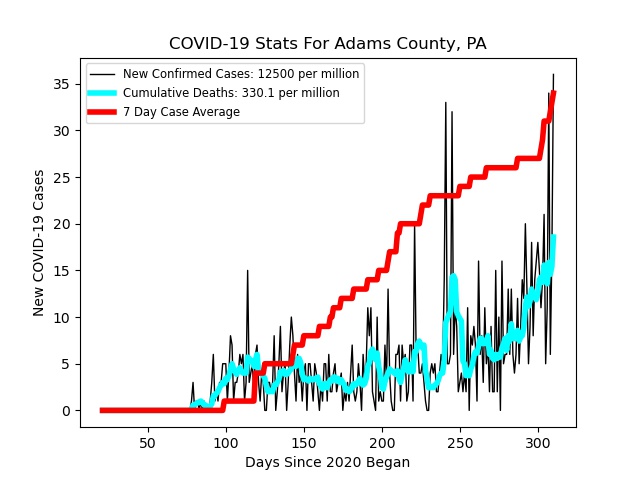 COVID-19 Stats For Adams County, PA
New Confirmed Cases: 12500 per million
Cumulative Deaths: 330.1 per million
7 Day Case Average
New COVID-19 Cases
35
30
25
20
15
10
5
0
50
100
150
200
250
300
Days Since 2020 Began